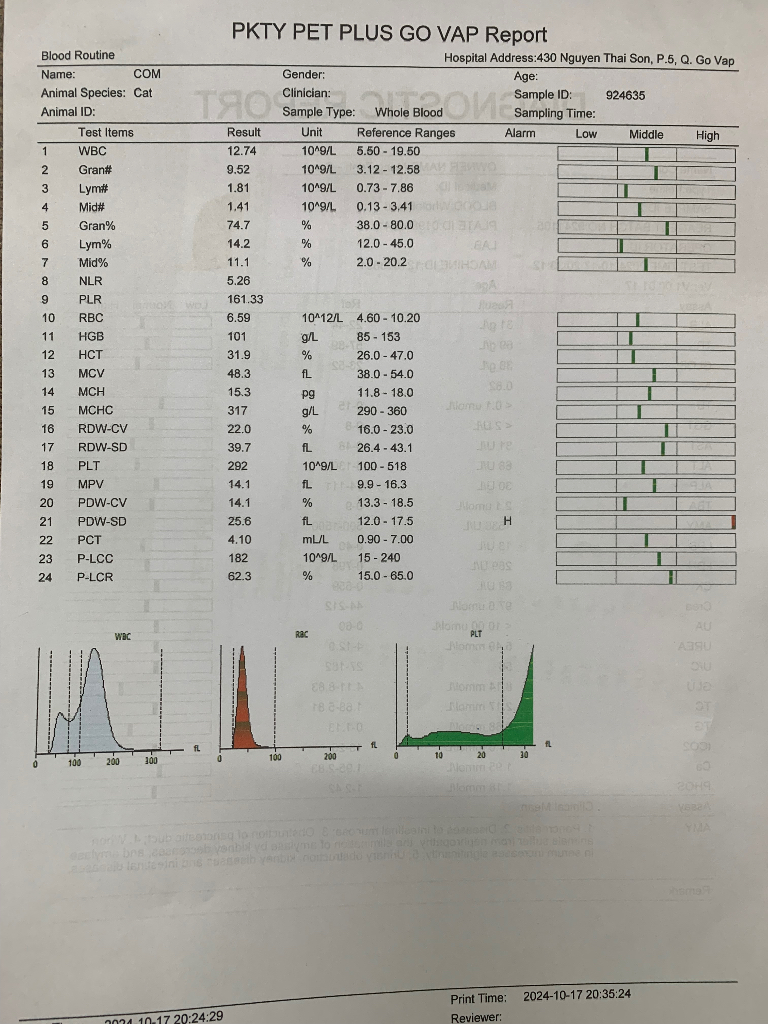 PKTY PET PLUS GO VAP Report
Blood Routine Hospital Address:430 Nguyen Thai Son, P.5, Q. Go Vap
Name: COM Gender: Age:
Animal Species: Cat Clinician: Sample ID: 924635
Animal ID: Sample Type: Whole Blood Sampling Time:
Test Items Result Unit Reference Ranges Alarm Low Middle High
1 WBC 12.74 10^9/L 5.50 - 19.50
2 Gran# 9.52 10^9/L 3.12 - 12.58
3 Lym# 1.81 10^9/L 0.73 - 7.86
4 Mid# 1.41 10^9/L 0.13 - 3.41
5 Gran% 74.7 % 38.0 - 80.0
6 Lym% 14.2 % 12.0 - 45.0
7 Mid% 11.1 % 2.0 - 20.2
8 NLR 5.26
9 PLR 161.33
10 RBC 6.59 10^12/L 4.60 - 10.20
11 HGB 101 g/L 85 - 153
12 HCT 31.9 % 26.0 - 47.0
13 MCV 48.3 fL 38.0 - 54.0
14 MCH 15.3 pg 11.8 - 18.0
15 MCHC 317 g/L 290 - 360
16 RDW-CV 22.0 % 16.0 - 23.0
17 RDW-SD 39.7 fL 26.4 - 43.1
18 PLT 292 10^9/L 100 - 518
19 MPV 14.1 fL 9.9 - 16.3
20 PDW-CV 14.1 % 13.3 - 18.5
21 PDW-SD 25.6 fL 12.0 - 17.5 H
22 PCT 4.10 mL/L 0.90 - 7.00
23 P-LCC 182 10^9/L 15 - 240
24 P-LCR 62.3 % 15.0 - 65.0
WBC RBC PLT
0 100 200 300 fL 0 100 200 fL 0 10 20 30 fL
Print Time: 2024-10-17 20:35:24
2024-10-17 20:24:29
Reviewer: